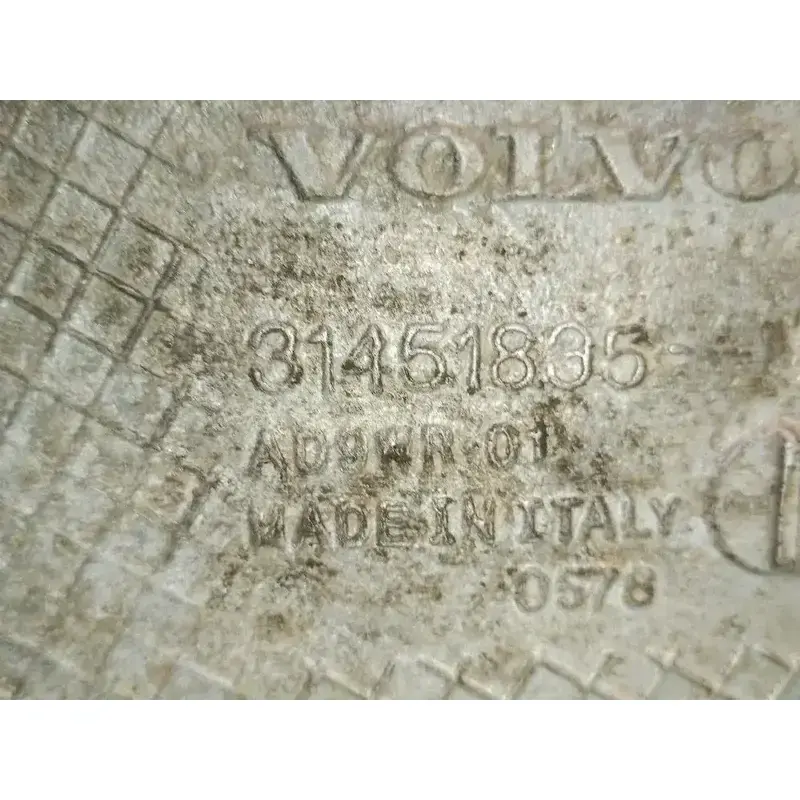 VOLVO
31451835-
AD9WR-01
MADE IN ITALY
0578